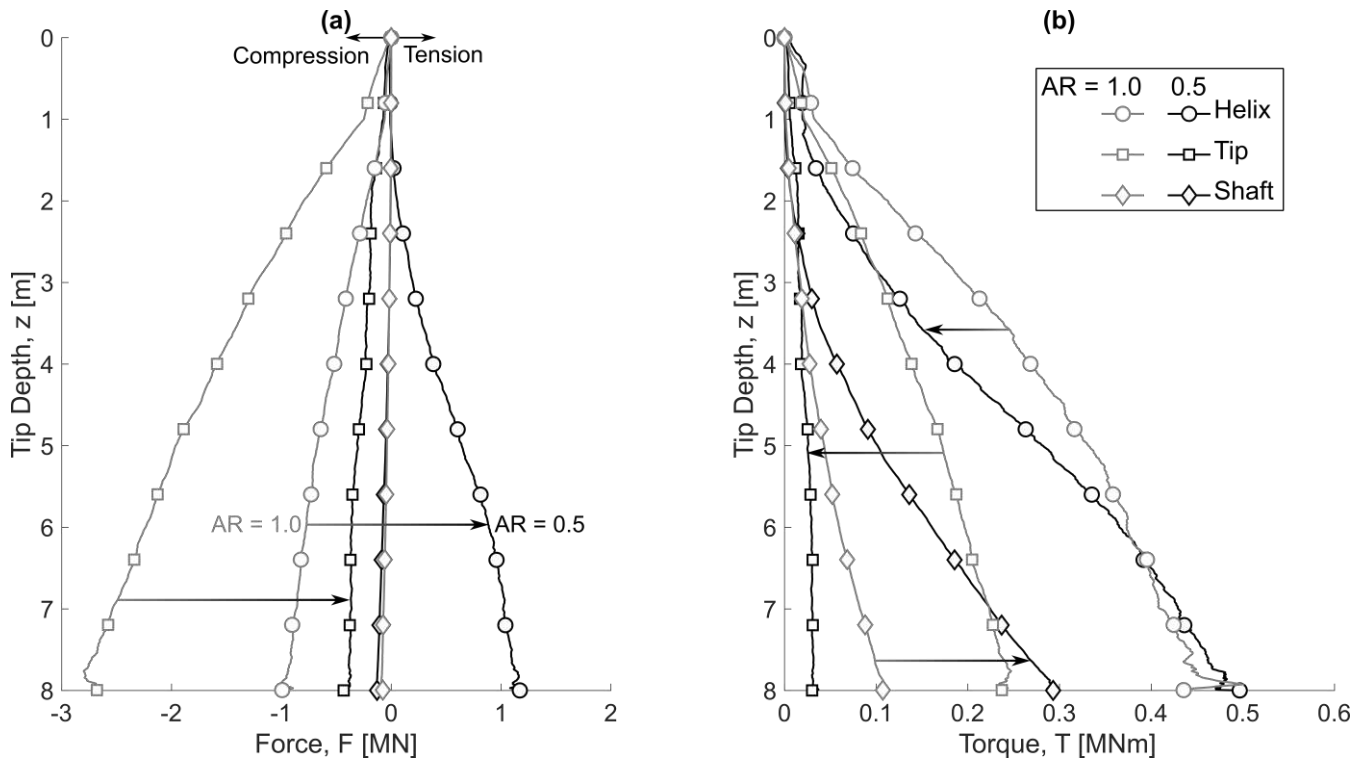 (a)
Compression
Tension
0
1
2
3
4
5
6
7
8
Tip Depth, z [m]
AR = 1.0
AR = 0.5
-3
-2
-1
0
1
2
Force, F [MN]
(b)
AR = 1.0 0.5
Helix
Tip
Shaft
0
1
2
3
4
5
6
7
8
Tip Depth, z [m]
0
0.1
0.2
0.3
0.4
0.5
0.6
Torque, T [MNm]